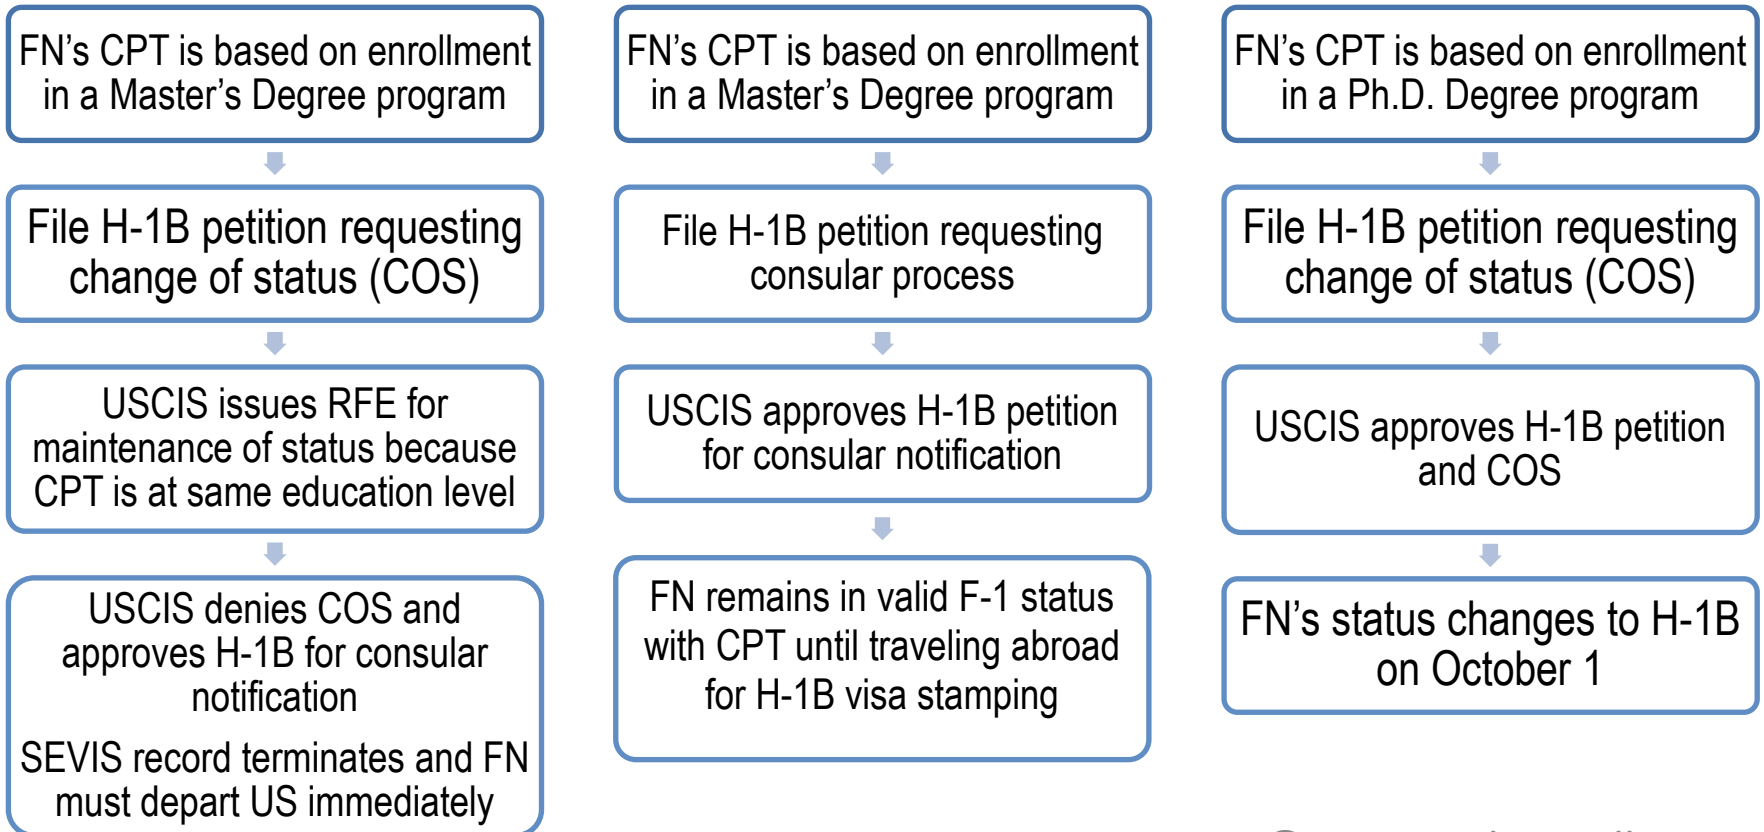 FN's CPT is based on enrollment
in a Master's Degree program
File H-1B petition requesting
change of status (COS)
USCIS issues RFE for
maintenance of status because
CPT is at same education level
USCIS denies COS and
approves H-1B for consular
notification
SEVIS record terminates and FN
must depart US immediately
FN's CPT is based on enrollment
in a Master's Degree program
File H-1B petition requesting
consular process
USCIS approves H-1B petition
for consular notification
FN remains in valid F-1 status
with CPT until traveling abroad
for H-1B visa stamping
FN's CPT is based on enrollment
in a Ph.D. Degree program
File H-1B petition requesting
change of status (COS)
USCIS approves H-1B petition
and COS
FN's status changes to H-1B
on October 1